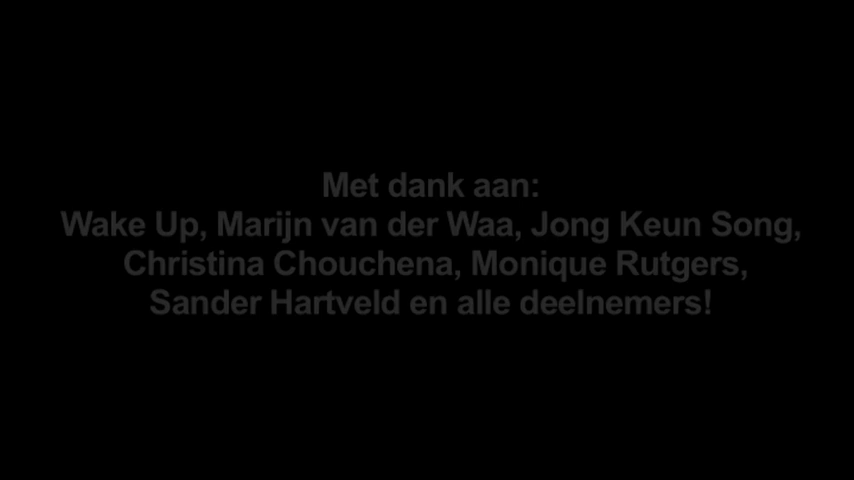 Met dank aan:
Wake Up, Marijn van der Waa, Jong Keun Song,
Christina Chouchena, Monique Rutgers,
Sander Hartveld en alle deelnemers!